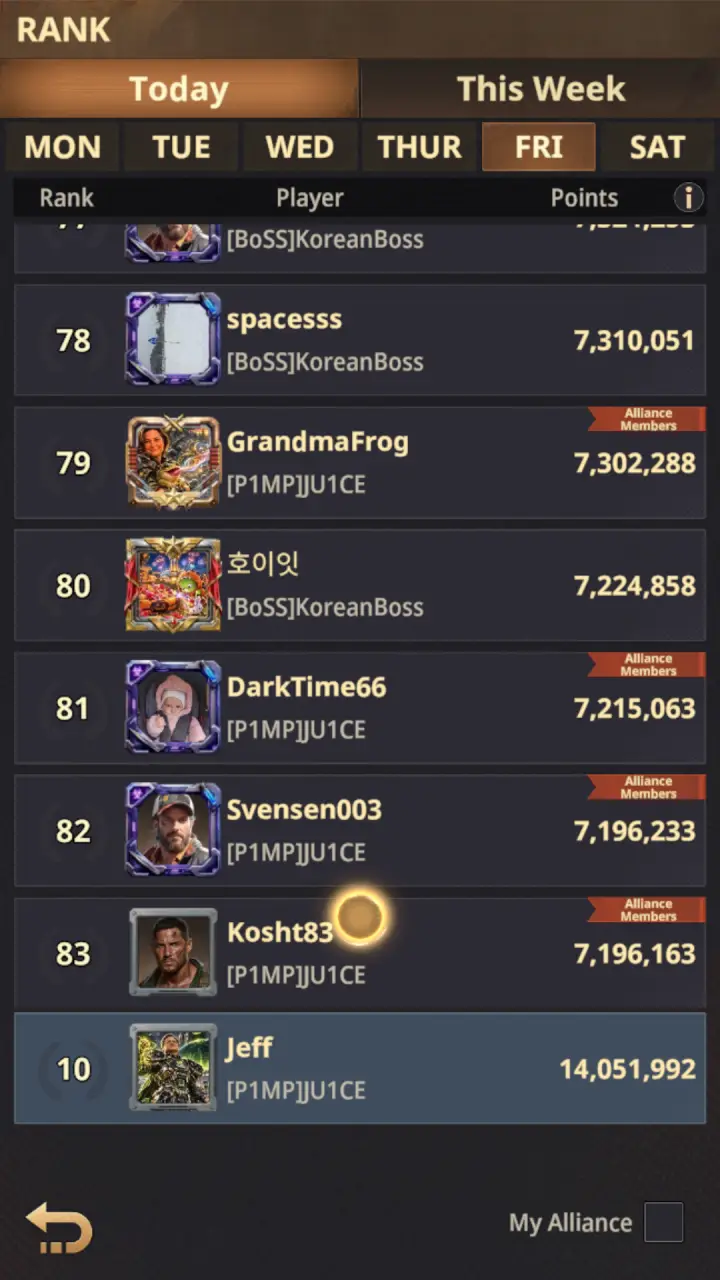 RANK
Today
This Week
MON TUE WED THUR FRI SAT
Rank Player Points i
[BoSS]KoreanBoss
78 spacesss 7,310,051
[BoSS]KoreanBoss
Alliance Members
79 GrandmaFrog 7,302,288
[P1MP]JU1CE
80 호이잇 7,224,858
[BoSS]KoreanBoss
Alliance Members
81 DarkTime66 7,215,063
[P1MP]JU1CE
Alliance Members
82 Svensen003 7,196,233
[P1MP]JU1CE
Alliance Members
83 Kosht83 7,196,163
[P1MP]JU1CE
10 Jeff 14,051,992
[P1MP]JU1CE
My Alliance